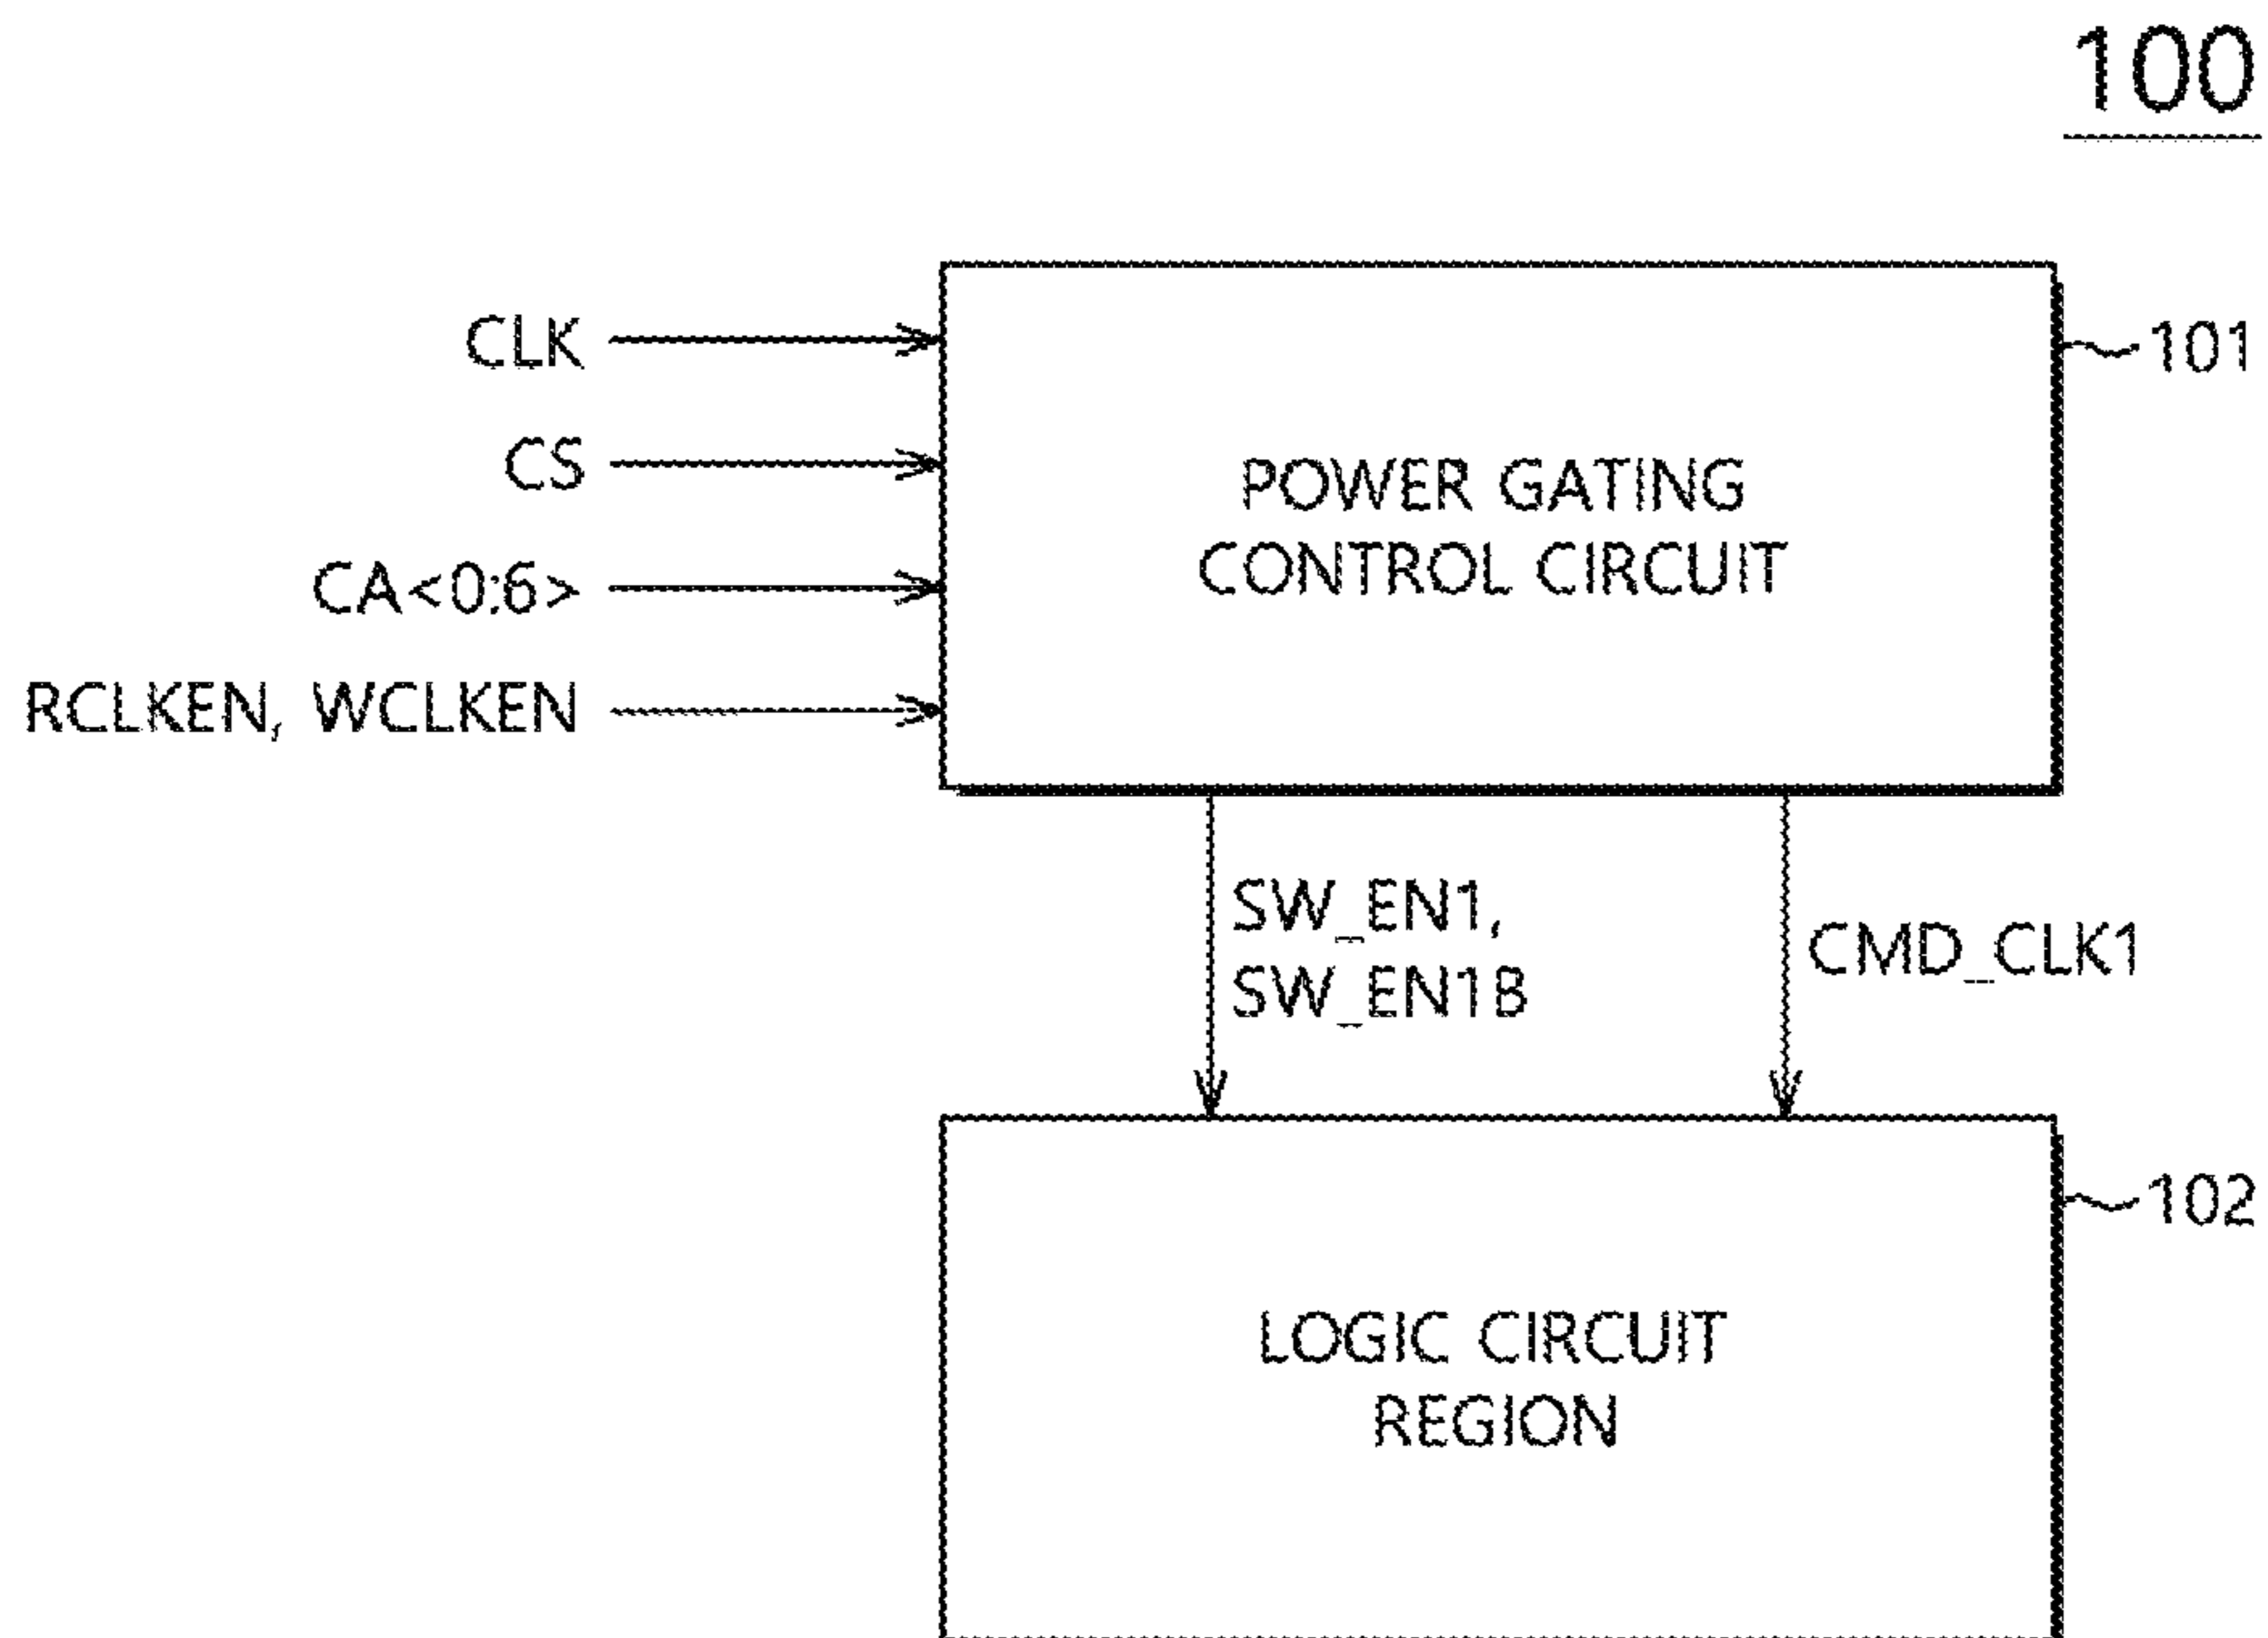 100
CLK
101
CS
POWER GATING
CONTROL CIRCUIT
CA<0:6>
RCLKEN, WCLKEN
SW_EN1,
SW_EN1B
CMD_CLK1
102
LOGIC CIRCUIT
REGION